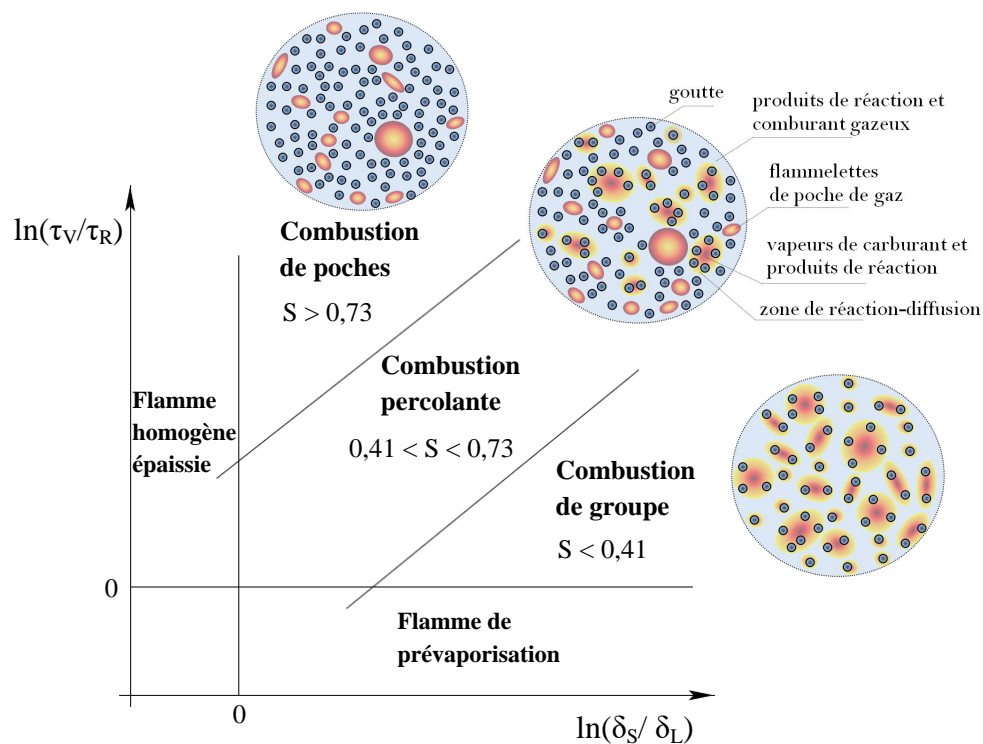 goutte
produits de réaction et
comburant gazeux
flammelettes
de poche de gaz
vapeurs de carburant et
produits de réaction
zone de réaction-diffusion
ln(τV/τR)
Combustion
de poches
S > 0,73
Combustion
percolante
0,41 < S < 0,73
Flamme
homogène
épaissie
Combustion
de groupe
S < 0,41
0
Flamme de
prévaporisation
0
ln(δS/ δL)